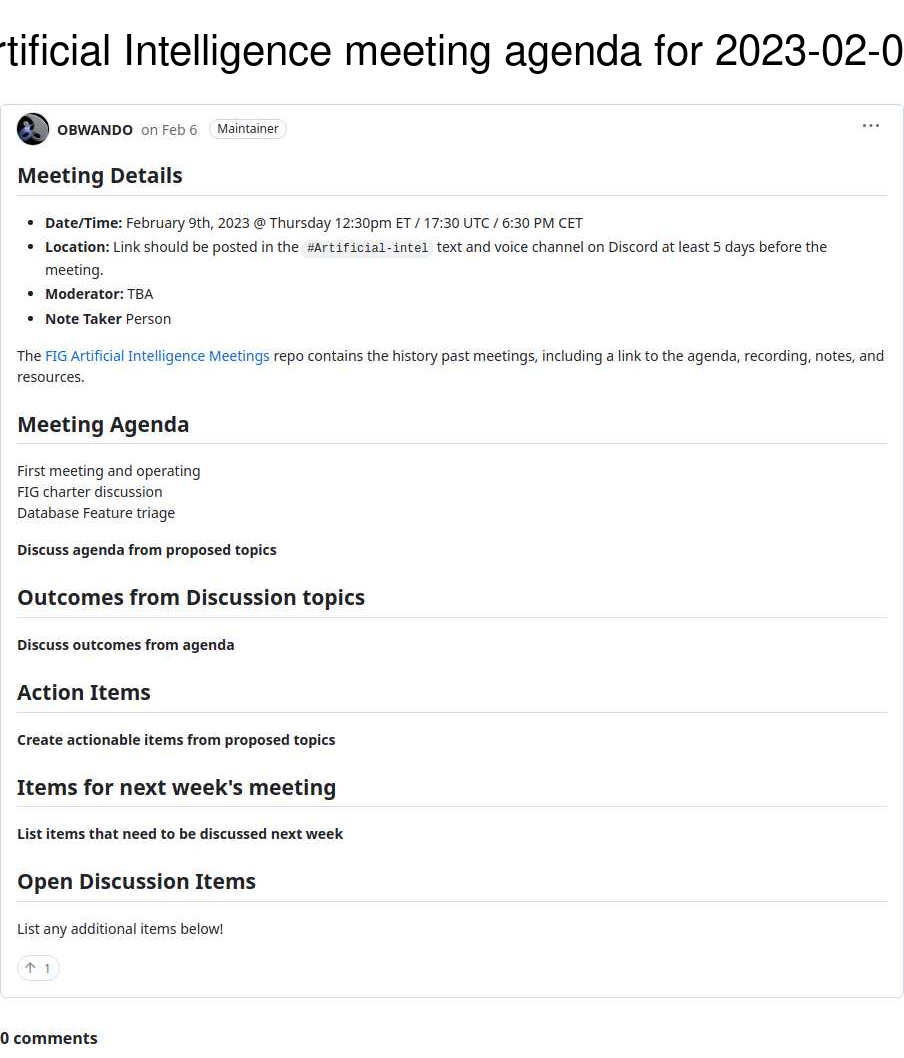 rtificial Intelligence meeting agenda for 2023-02-0
OBWANDO on Feb 6 Maintainer
Meeting Details
Date/Time: February 9th, 2023 @ Thursday 12:30pm ET / 17:30 UTC / 6:30 PM CET
Location: Link should be posted in the #Artificial-intel text and voice channel on Discord at least 5 days before the
meeting.
Moderator: TBA
Note Taker Person
The FIG Artificial Intelligence Meetings repo contains the history past meetings, including a link to the agenda, recording, notes, and
resources.
Meeting Agenda
First meeting and operating
FIG charter discussion
Database Feature triage
Discuss agenda from proposed topics
Outcomes from Discussion topics
Discuss outcomes from agenda
Action Items
Create actionable items from proposed topics
Items for next week's meeting
List items that need to be discussed next week
Open Discussion Items
List any additional items below!
1
0 comments